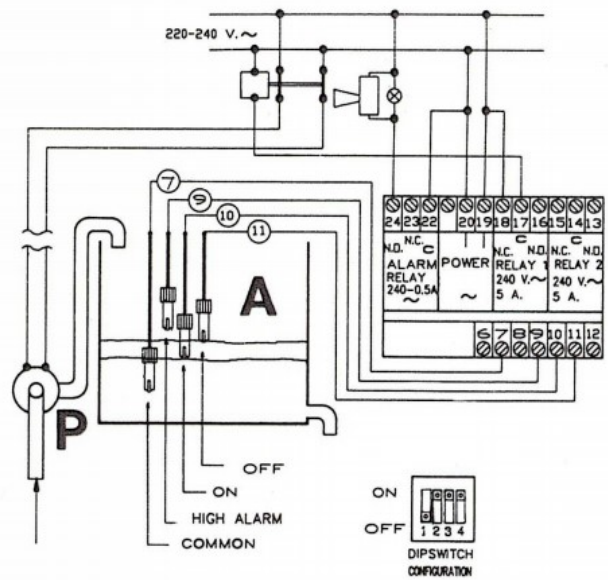 220-240 V.~
7
9
10
11
A
P
24 23 22 20 19 18 17 16 15 14 13
N.O. N.C. C
ALARM
RELAY
240-0.5A
~
POWER
~
C
N.C. N.O.
RELAY 1
240 V.~
5 A.
C
N.C. N.O.
RELAY 2
240 V.~
5 A.
6 7 8 9 10 11 12
OFF
ON
HIGH ALARM
COMMON
ON
OFF
1 2 3 4
DIPSWITCH
CONFIGURATION